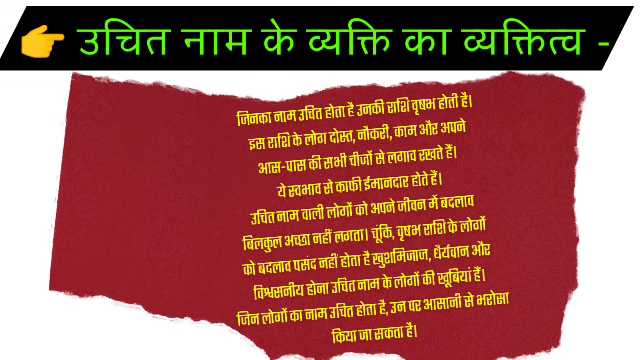 👉 उचित नाम के व्यक्ति का व्यक्तित्व -
जिनका नाम उचित होता है उनकी राशि वृषभ होती है।
इस राशि के लोग दोस्त, नौकरी, काम और अपने
आस-पास की सभी चीजों से लगाव रखते हैं।
ये स्वभाव से काफी ईमानदार होते हैं।
उचित नाम वाली लोगों को अपने जीवन में बदलाव
बिलकुल अच्छा नहीं लगता। चूंकि, वृषभ राशि के लोगों
को बदलाव पसंद नहीं होता है खुशमिजाज, धैर्यवान और
विश्वसनीय होना उचित नाम के लोगों की खूबियां हैं।
जिन लोगों का नाम उचित होता है, उन पर आसानी से भरोसा
किया जा सकता है।